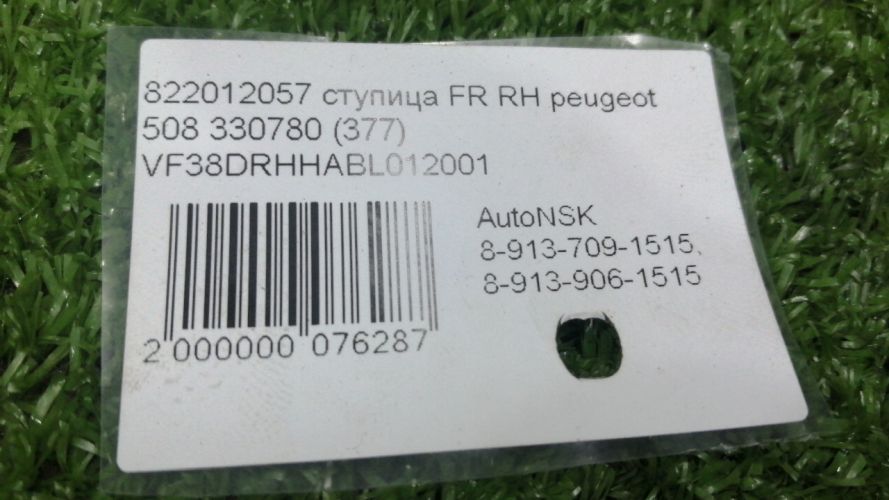 822012057 ступица FR RH peugeot
508 330780 (377)
VF38DRHHABL012001
AutoNSK
8-913-709-1515,
8-913-906-1515
2 000000 076287